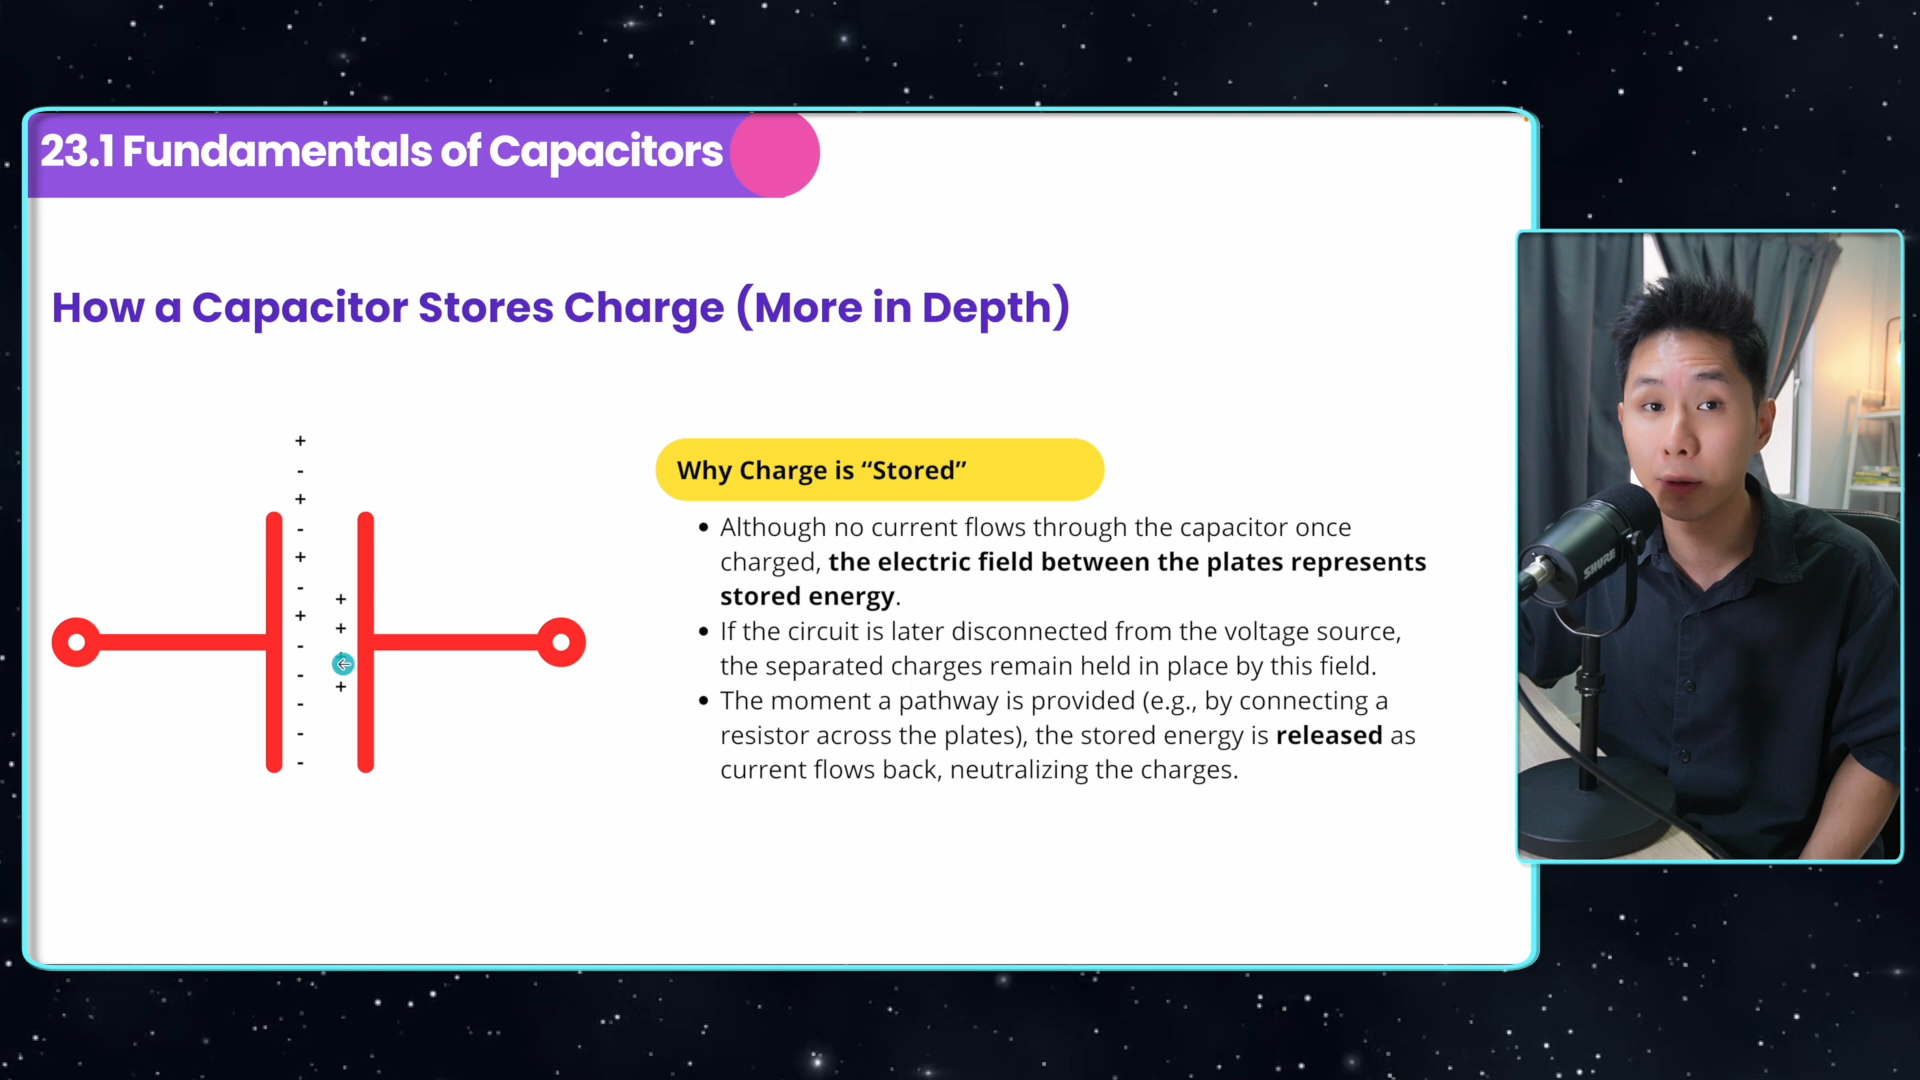 23.1 Fundamentals of Capacitors
How a Capacitor Stores Charge (More in Depth)
+
-
+
-
+
-
+
-
-
-
-
-
+
+
+
Why Charge is “Stored”
• Although no current flows through the capacitor once
charged, the electric field between the plates represents
stored energy.
• If the circuit is later disconnected from the voltage source,
the separated charges remain held in place by this field.
• The moment a pathway is provided (e.g., by connecting a
resistor across the plates), the stored energy is released as
current flows back, neutralizing the charges.
SHURE